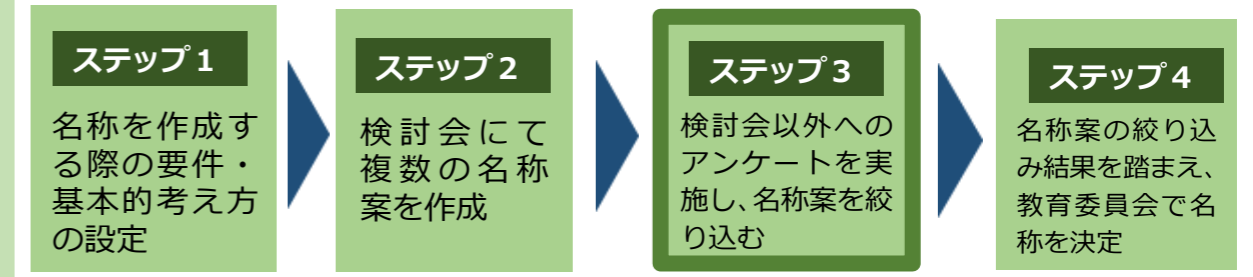 ステップ１
名称を作成す
る際の要件・
基本的考え方
の設定
ステップ２
検討会にて
複数の名称
案を作成
ステップ３
検討会以外への
アンケートを実
施し、名称案を絞
り込む
ステップ４
名称案の絞り込
み結果を踏まえ、
教育委員会で名
称を決定